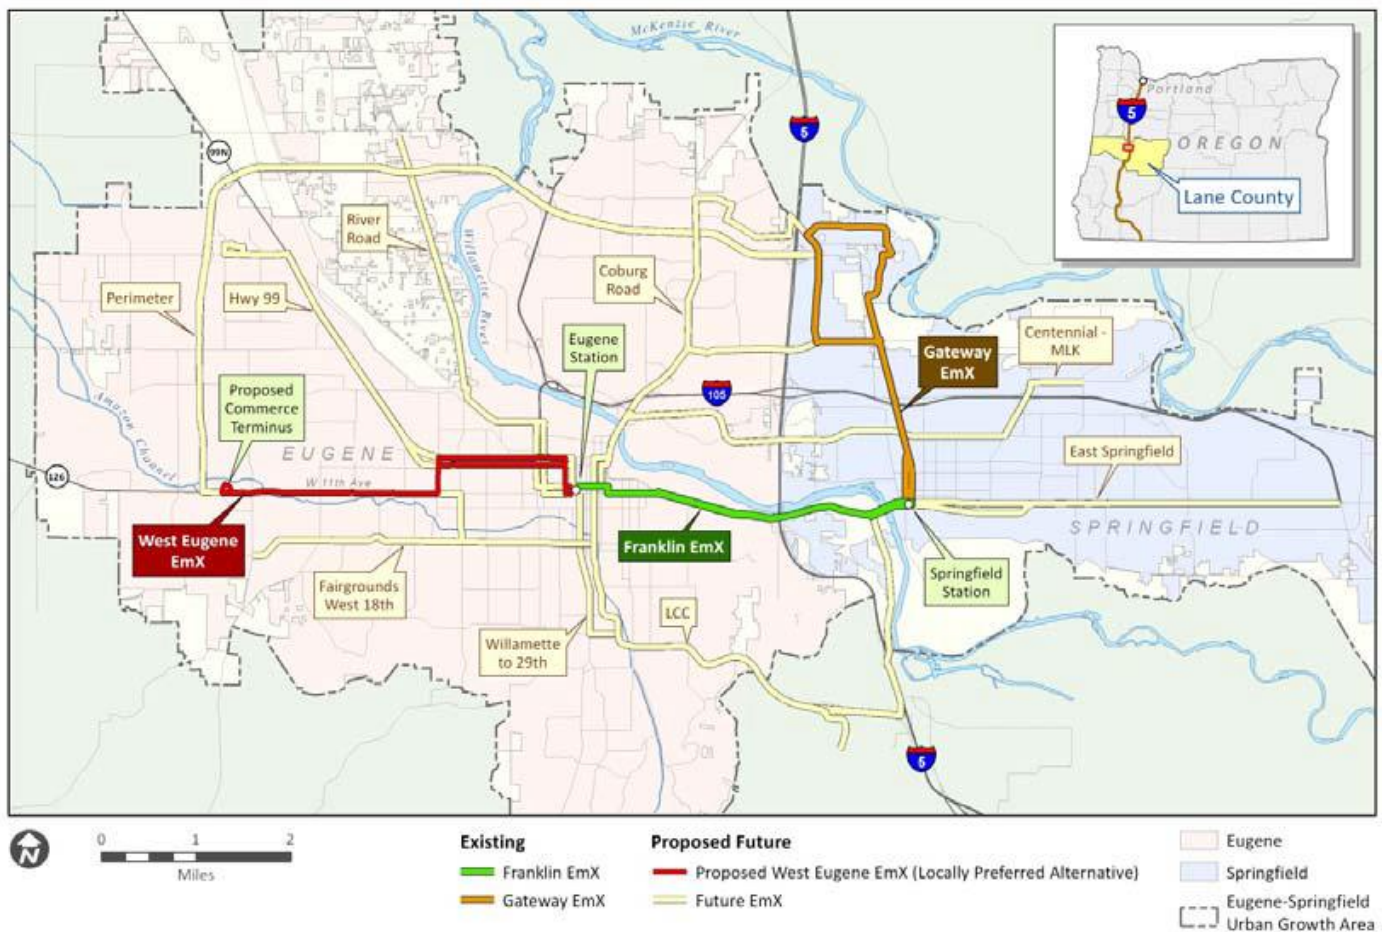 McKenzie River
5
Portland
5
OREGON
Lane County
99N
River
Road
Willamette River
Perimeter
Hwy 99
Coburg
Road
Eugene
Station
Centennial -
MLK
Gateway
EmX
105
Proposed
Commerce
Terminus
Amazon Channel
EUGENE
W 11th Ave
126
East Springfield
SPRINGFIELD
West Eugene
EmX
Franklin EmX
Fairgrounds
West 18th
Springfield
Station
LCC
Willamette
to 29th
5
N
0 1 2
Miles
Existing
Franklin EmX
Gateway EmX
Proposed Future
Proposed West Eugene EmX (Locally Preferred Alternative)
Future EmX
Eugene
Springfield
Eugene-Springfield
Urban Growth Area